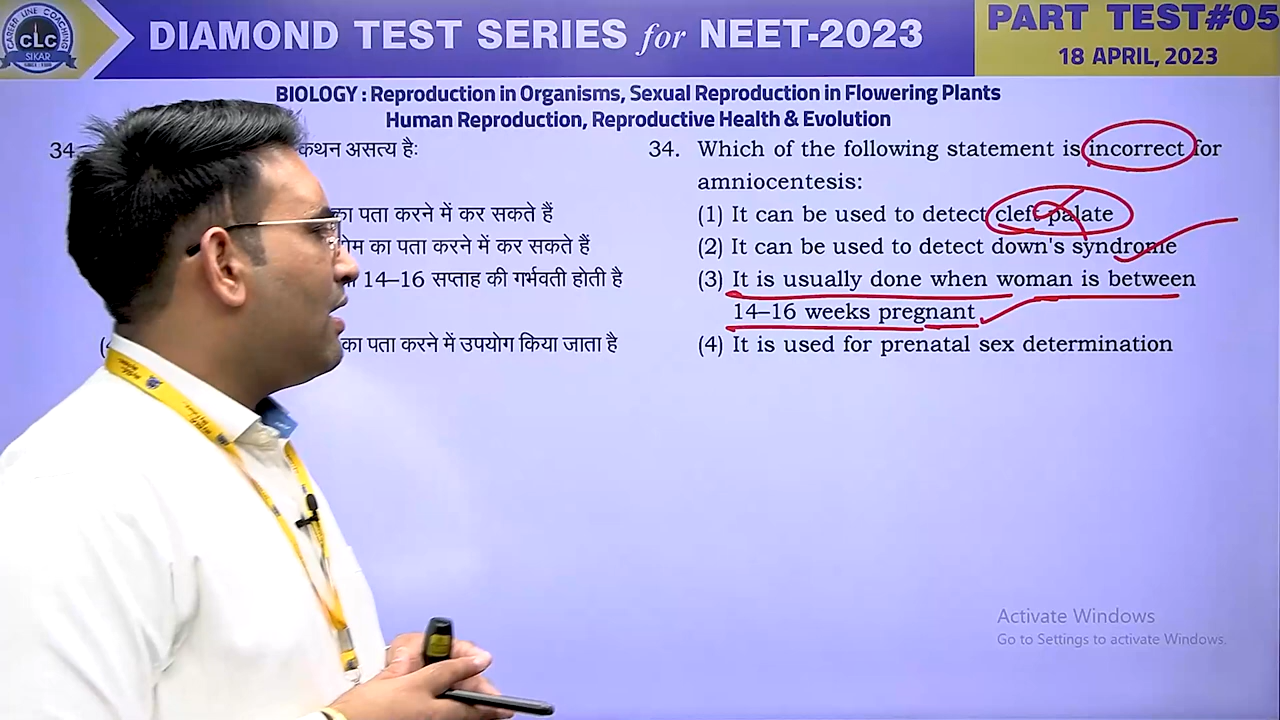 CAREER LINE COACHING
CLC
SIKAR
DIAMOND TEST SERIES for NEET-2023
PART TEST#05
18 APRIL, 2023
BIOLOGY : Reproduction in Organisms, Sexual Reproduction in Flowering Plants
Human Reproduction, Reproductive Health & Evolution
34.
कथन असत्य है:
का पता करने में कर सकते हैं
का पता करने में कर सकते हैं
14–16 सप्ताह की गर्भवती होती है
का पता करने में उपयोग किया जाता है
34. Which of the following statement is incorrect for
amniocentesis:
(1) It can be used to detect cleft palate
(2) It can be used to detect down's syndrome
(3) It is usually done when woman is between
14–16 weeks pregnant
(4) It is used for prenatal sex determination
Activate Windows
Go to Settings to activate Windows.